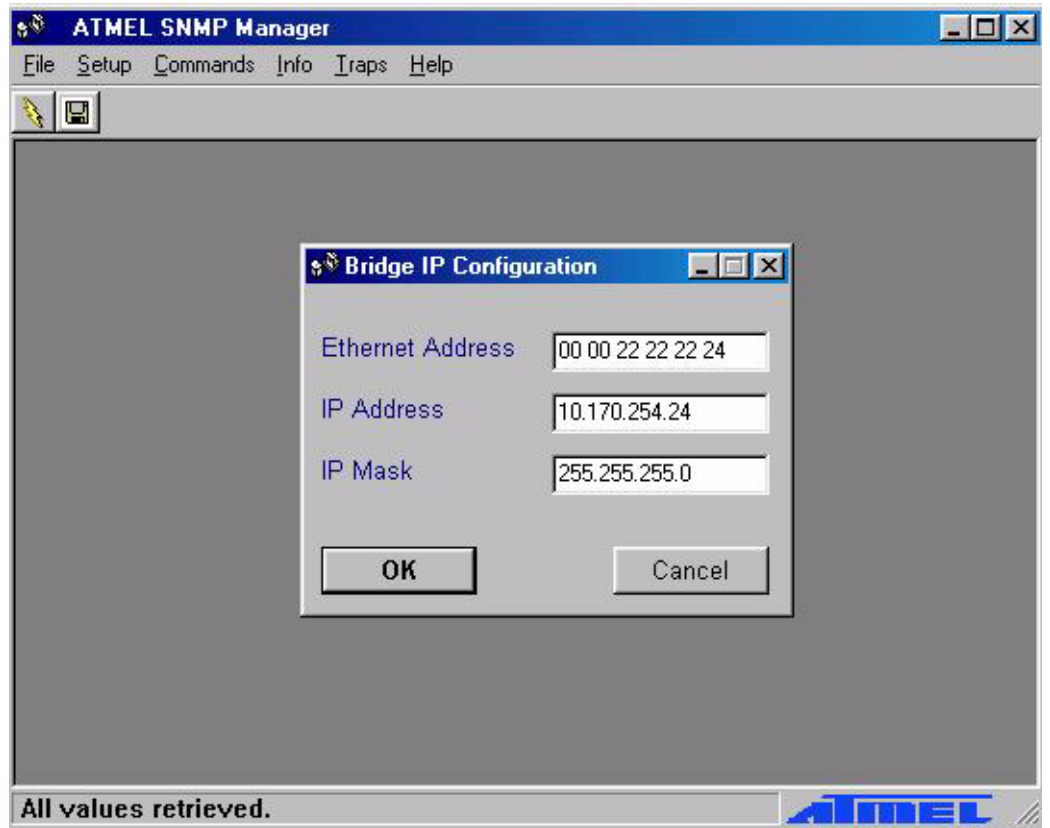 ATMEL SNMP Manager
File Setup Commands Info Traps Help
Bridge IP Configuration
Ethernet Address 00 00 22 22 22 24
IP Address 10.170.254.24
IP Mask 255.255.255.0
OK Cancel
All values retrieved. ATMEL